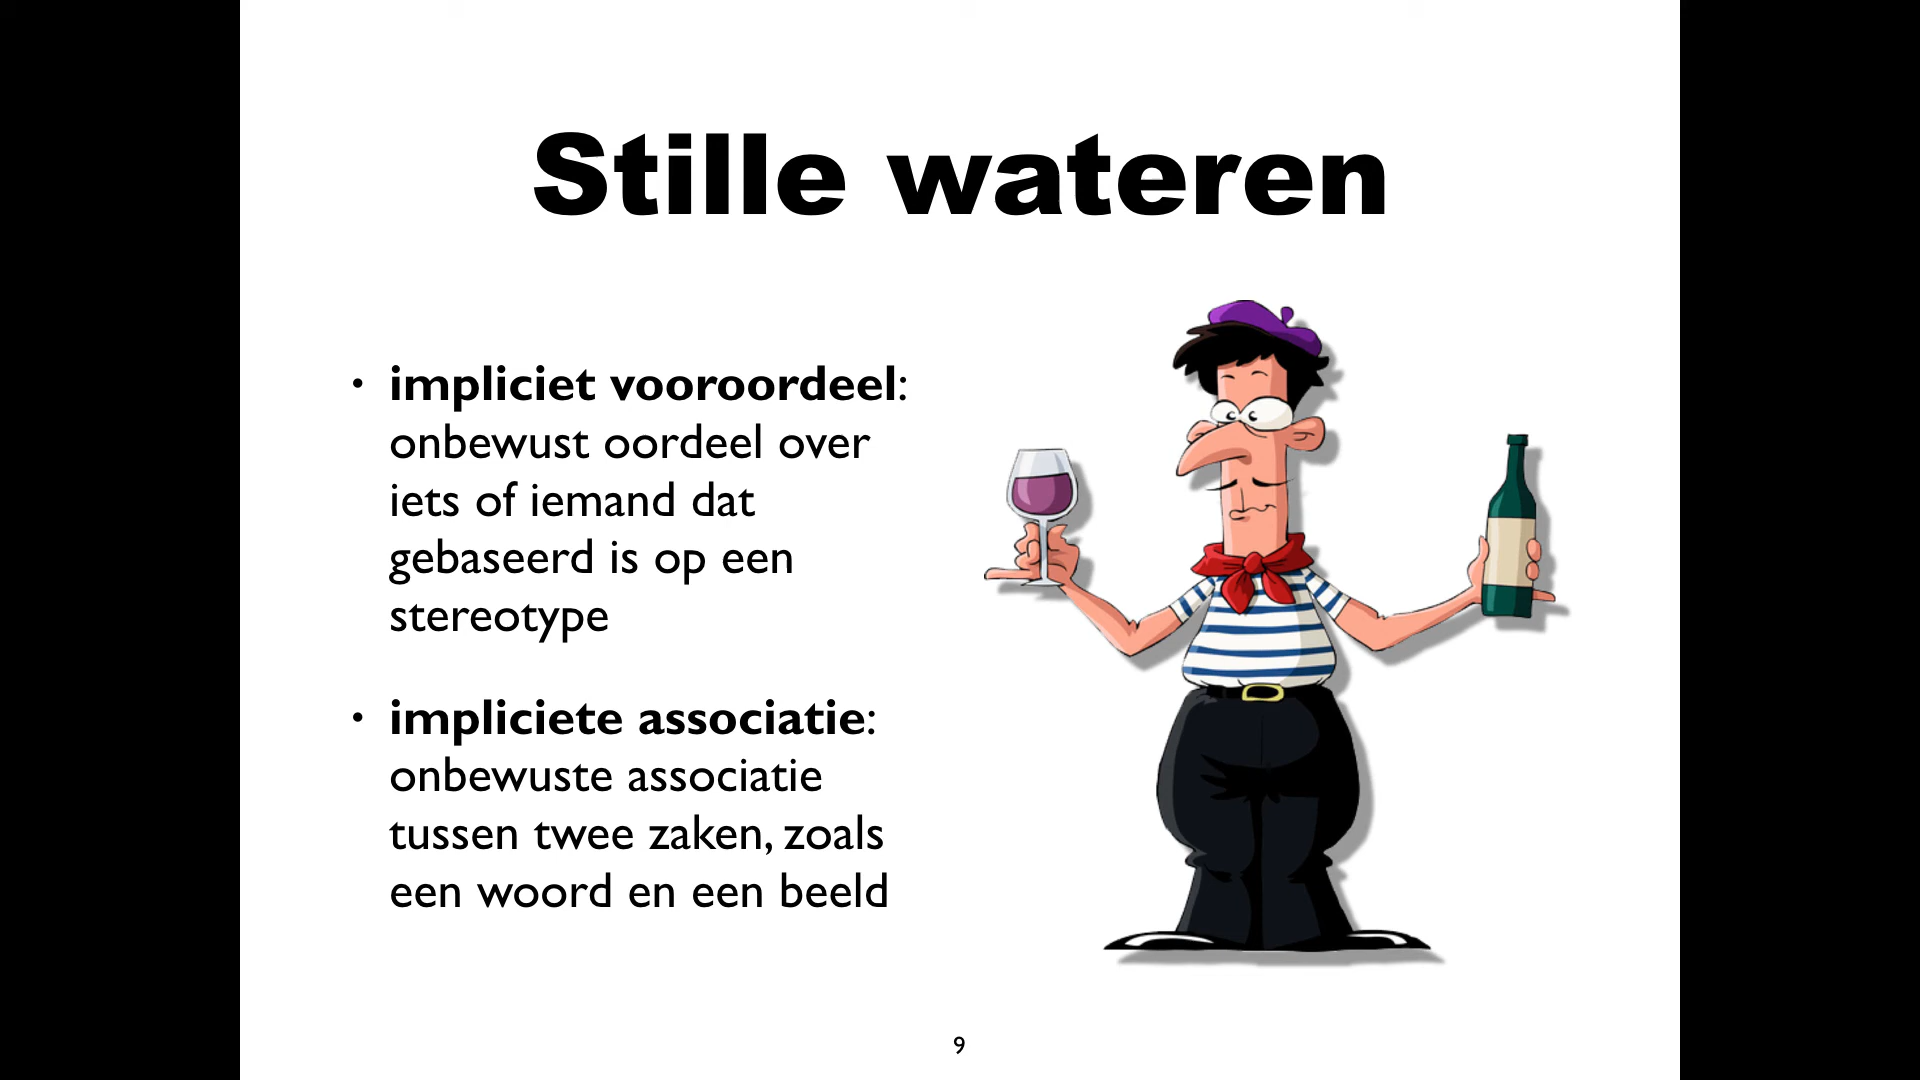 Stille wateren
• impliciet vooroordeel:
onbewust oordeel over
iets of iemand dat
gebaseerd is op een
stereotype
• impliciete associatie:
onbewuste associatie
tussen twee zaken, zoals
een woord en een beeld
9